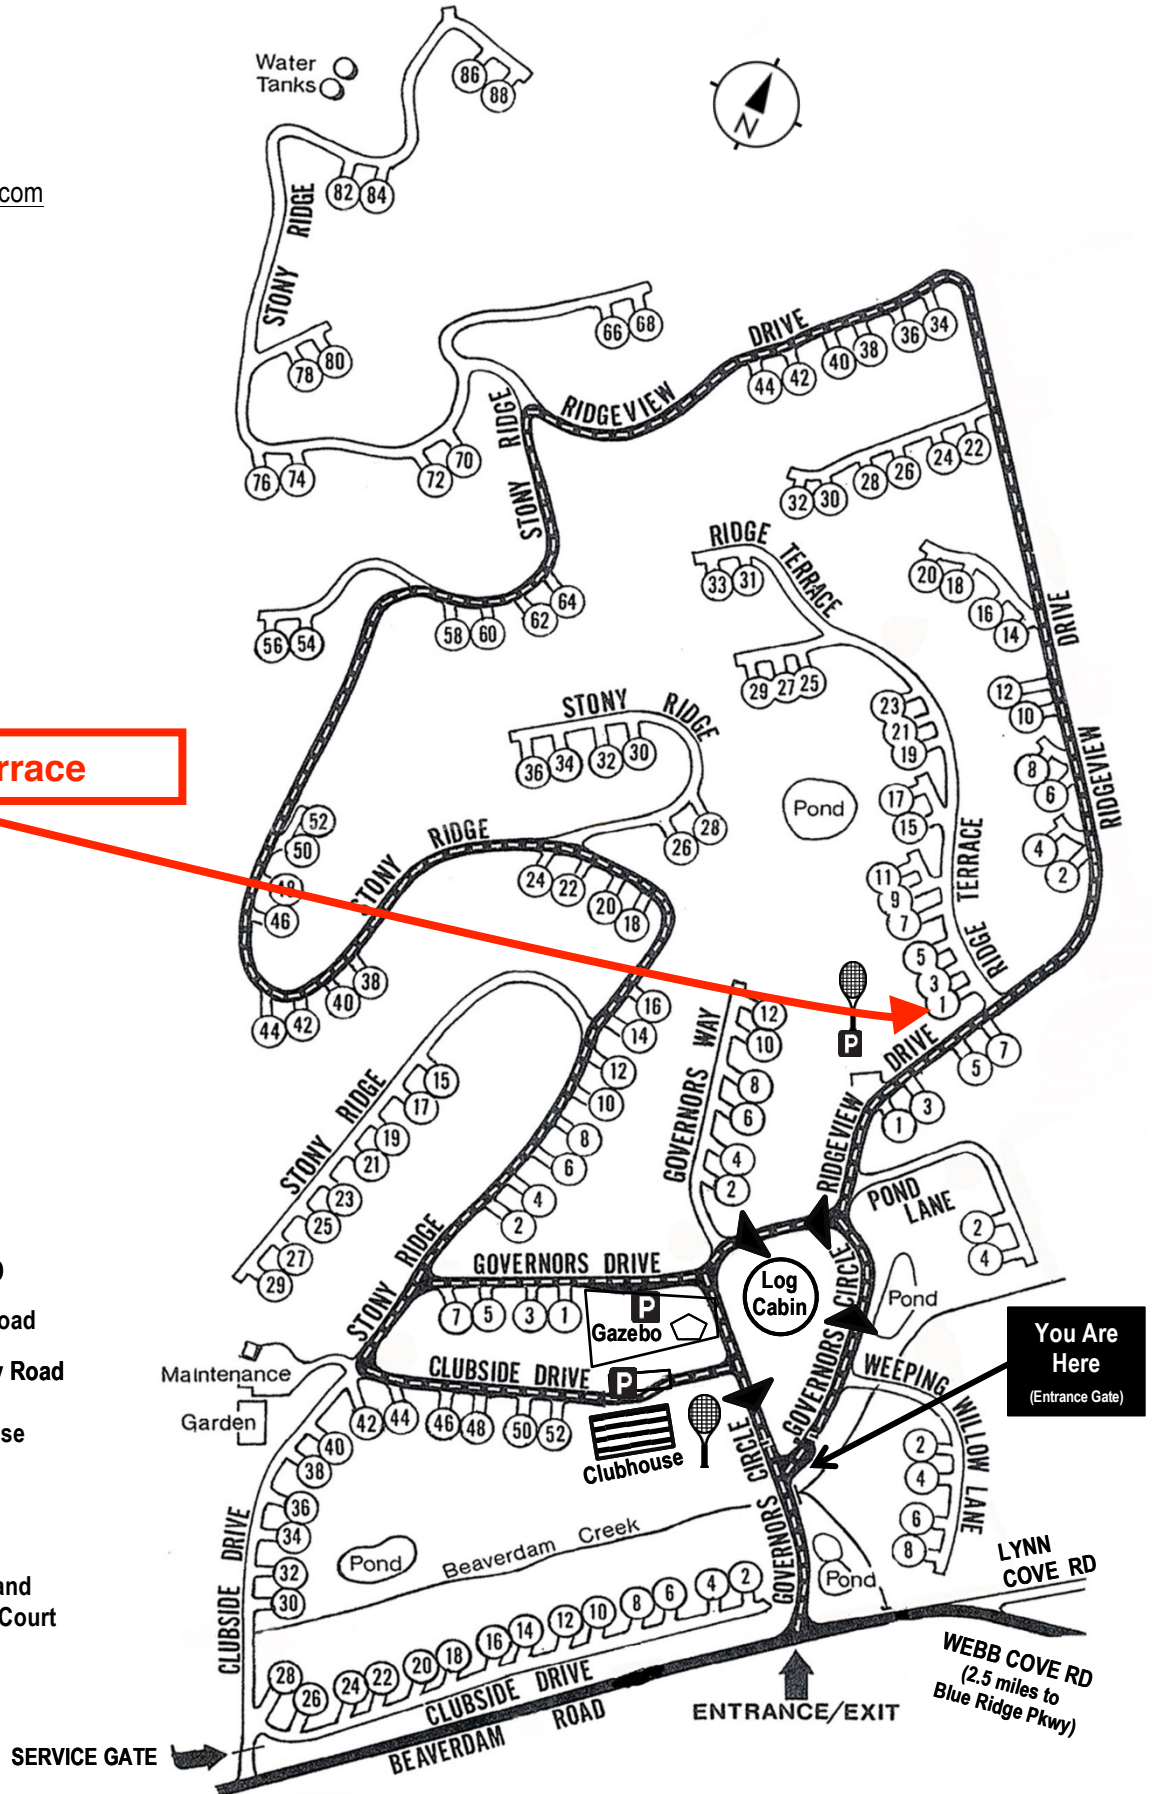 Water
Tanks
86
88
N
com
82
84
STONY RIDGE
80
78
66
68
DRIVE
34
36
38
40
42
44
RIDGEVIEW
STONY RIDGE
70
72
74
76
22
24
26
28
30
32
RIDGE TERRACE
33
31
20
18
16
14
DRIVE
64
62
60
58
56
54
29
27
25
12
10
8
6
4
2
RIDGEVIEW
STONY RIDGE
36
34
32
30
28
26
23
21
19
17
15
Pond
rrace
52
50
48
46
STONY RIDGE
24
22
20
18
11
9
7
5
3
1
RIDGE TERRACE
38
40
42
44
16
14
12
10
8
6
4
2
GOVERNORS WAY
12
10
8
6
4
2
P
RIDGEVIEW DRIVE
7
5
3
1
STONY RIDGE
15
17
19
21
23
25
27
29
POND
LANE
2
4
STONY RIDGE
GOVERNORS DRIVE
7
5
3
1
P
Gazebo
Log
Cabin
GOVERNORS CIRCLE
Pond
oad
Road
se
and
Court
You Are
Here
(Entrance Gate)
Maintenance
Garden
CLUBSIDE DRIVE
P
42
44
46
48
50
52
Clubhouse
WEEPING WILLOW LANE
2
4
6
8
GOVERNORS CIRCLE
40
38
36
34
32
30
CLUBSIDE DRIVE
Pond
Beaverdam Creek
Pond
LYNN
COVE RD
28
26
24
22
20
18
16
14
12
10
8
6
4
2
CLUBSIDE DRIVE
BEAVERDAM ROAD
WEBB COVE RD
(2.5 miles to
Blue Ridge Pkwy)
ENTRANCE/EXIT
SERVICE GATE